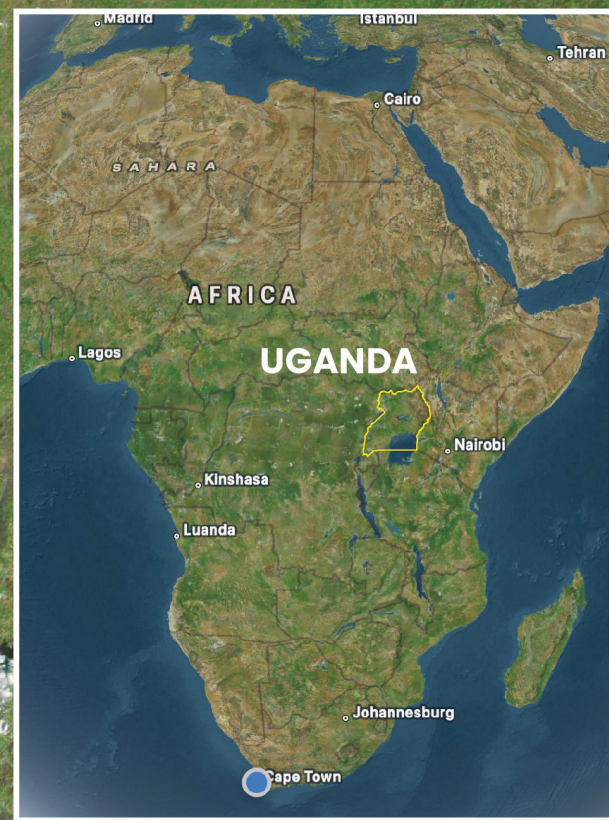 Madrid
Istanbul
Tehran
Cairo
SAHARA
AFRICA
Lagos
UGANDA
Nairobi
Kinshasa
Luanda
Johannesburg
Cape Town